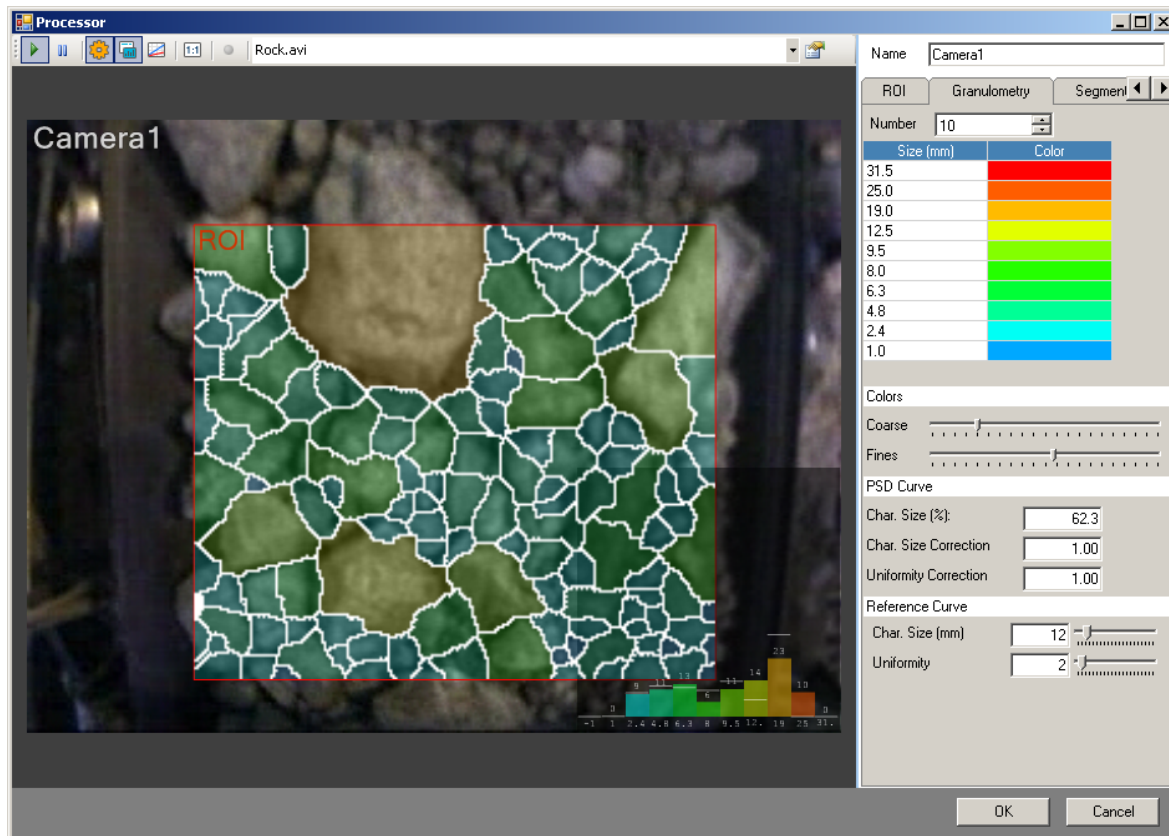 Processor
1:1
Rock.avi
Name
Camera1
ROI
Granulometry
Segment
Number
10
Size (mm) Color
31.5
25.0
19.0
12.5
9.5
8.0
6.3
4.8
2.4
1.0
Colors
Coarse
Fines
PSD Curve
Char. Size (%): 62.3
Char. Size Correction 1.00
Uniformity Correction 1.00
Reference Curve
Char. Size (mm) 12
Uniformity 2
Camera1
ROI
0 9 11 13 6 11 14 23 10 0
-1 1 2.4 4.8 6.3 8 9.5 12. 19 25 31.
OK Cancel